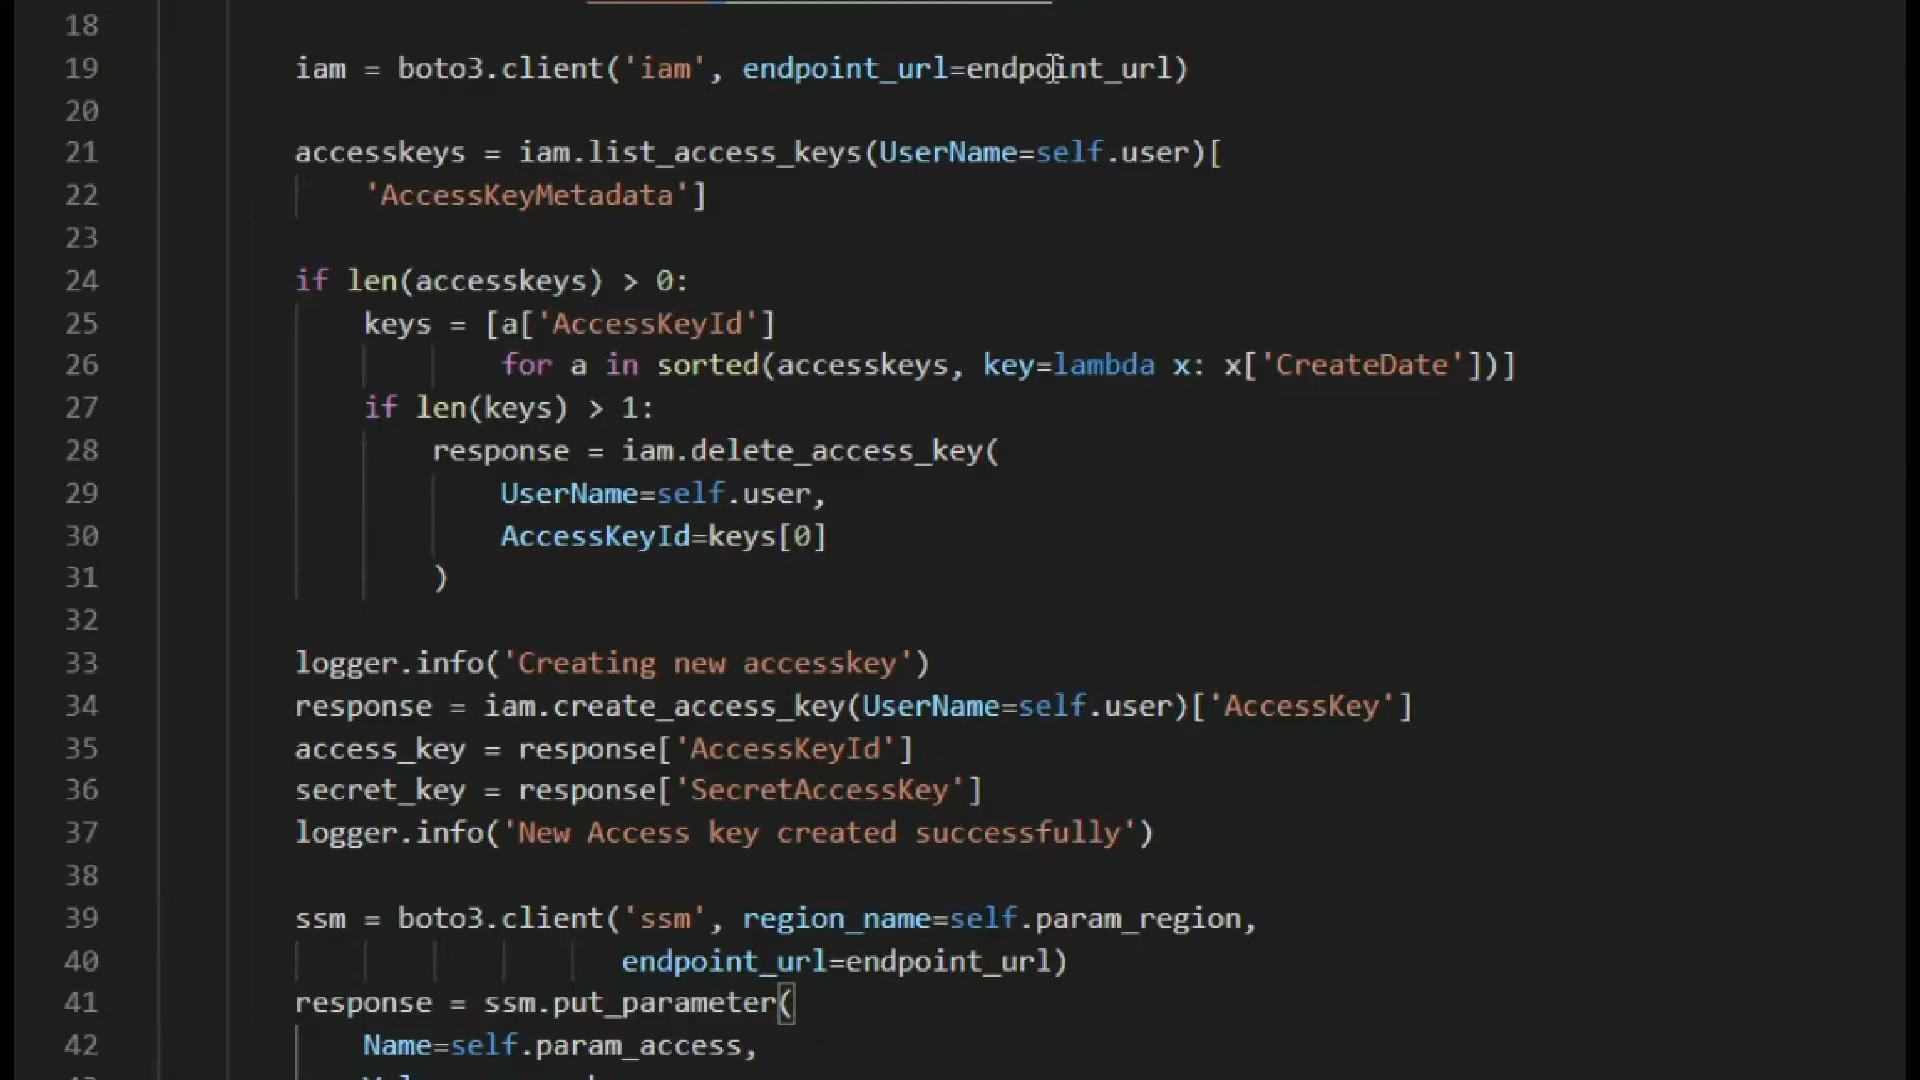 18
19 iam = boto3.client('iam', endpoint_url=endpoint_url)
20
21 accesskeys = iam.list_access_keys(UserName=self.user)[
22 'AccessKeyMetadata']
23
24 if len(accesskeys) > 0:
25 keys = [a['AccessKeyId']
26 for a in sorted(accesskeys, key=lambda x: x['CreateDate'])]
27 if len(keys) > 1:
28 response = iam.delete_access_key(
29 UserName=self.user,
30 AccessKeyId=keys[0]
31 )
32
33 logger.info('Creating new accesskey')
34 response = iam.create_access_key(UserName=self.user)['AccessKey']
35 access_key = response['AccessKeyId']
36 secret_key = response['SecretAccessKey']
37 logger.info('New Access key created successfully')
38
39 ssm = boto3.client('ssm', region_name=self.param_region,
40 endpoint_url=endpoint_url)
41 response = ssm.put_parameter(
42 Name=self.param_access,